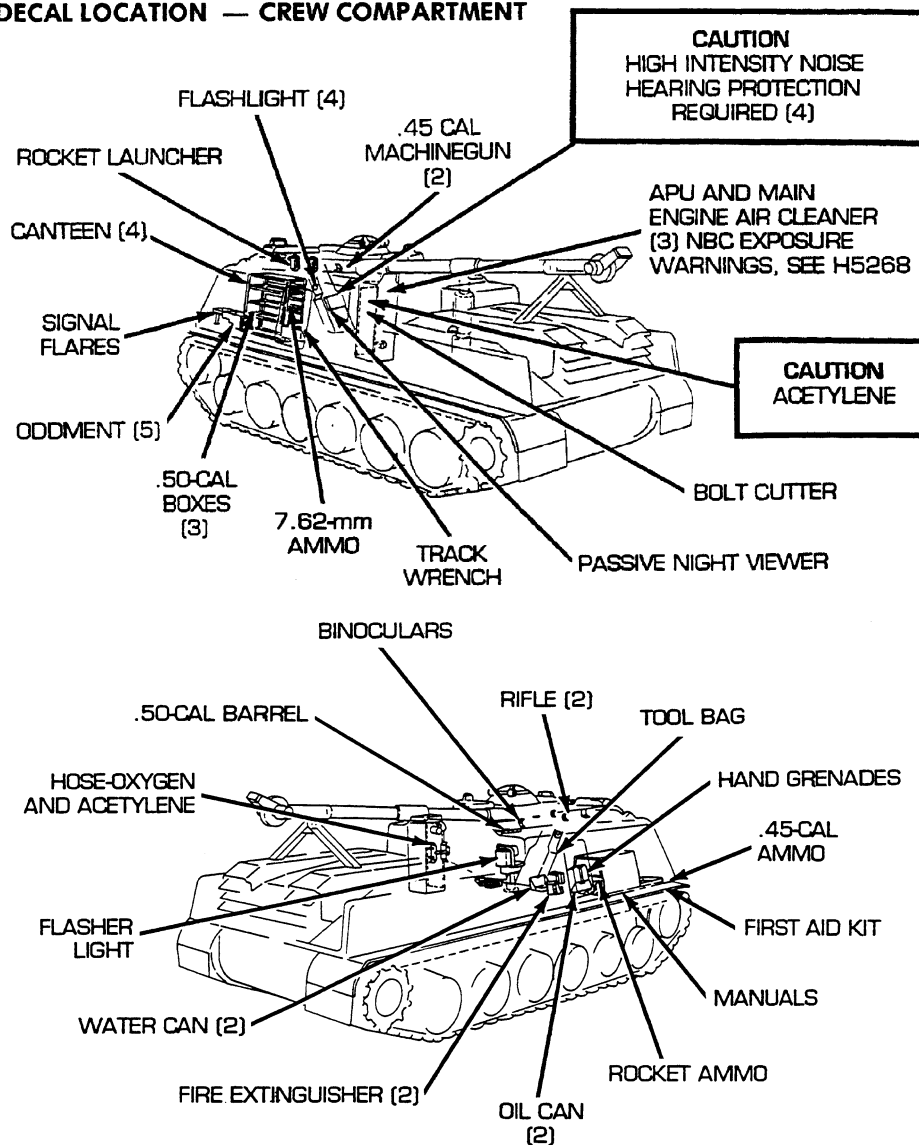 DECAL LOCATION — CREW COMPARTMENT
CAUTION
HIGH INTENSITY NOISE
HEARING PROTECTION
REQUIRED (4)
FLASHLIGHT (4)
.45 CAL
MACHINEGUN
(2)
ROCKET LAUNCHER
APU AND MAIN
ENGINE AIR CLEANER
(3) NBC EXPOSURE
WARNINGS, SEE H5268
CANTEEN (4)
SIGNAL
FLARES
CAUTION
ACETYLENE
ODDMENT (5)
.50-CAL
BOXES
(3)
7.62-mm
AMMO
TRACK
WRENCH
BOLT CUTTER
PASSIVE NIGHT VIEWER
BINOCULARS
.50-CAL BARREL
RIFLE (2)
TOOL BAG
HOSE-OXYGEN
AND ACETYLENE
HAND GRENADES
.45-CAL
AMMO
FLASHER
LIGHT
FIRST AID KIT
MANUALS
WATER CAN (2)
ROCKET AMMO
FIRE EXTINGUISHER (2)
OIL CAN
(2)